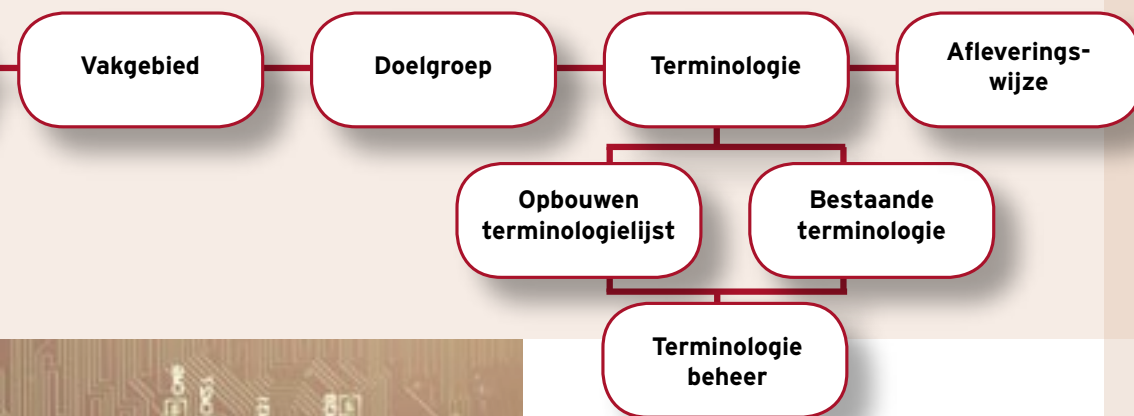 Vakgebied
Doelgroep
Terminologie
Afleverings-
wijze
Opbouwen
terminologielijst
Bestaande
terminologie
Terminologie
beheer